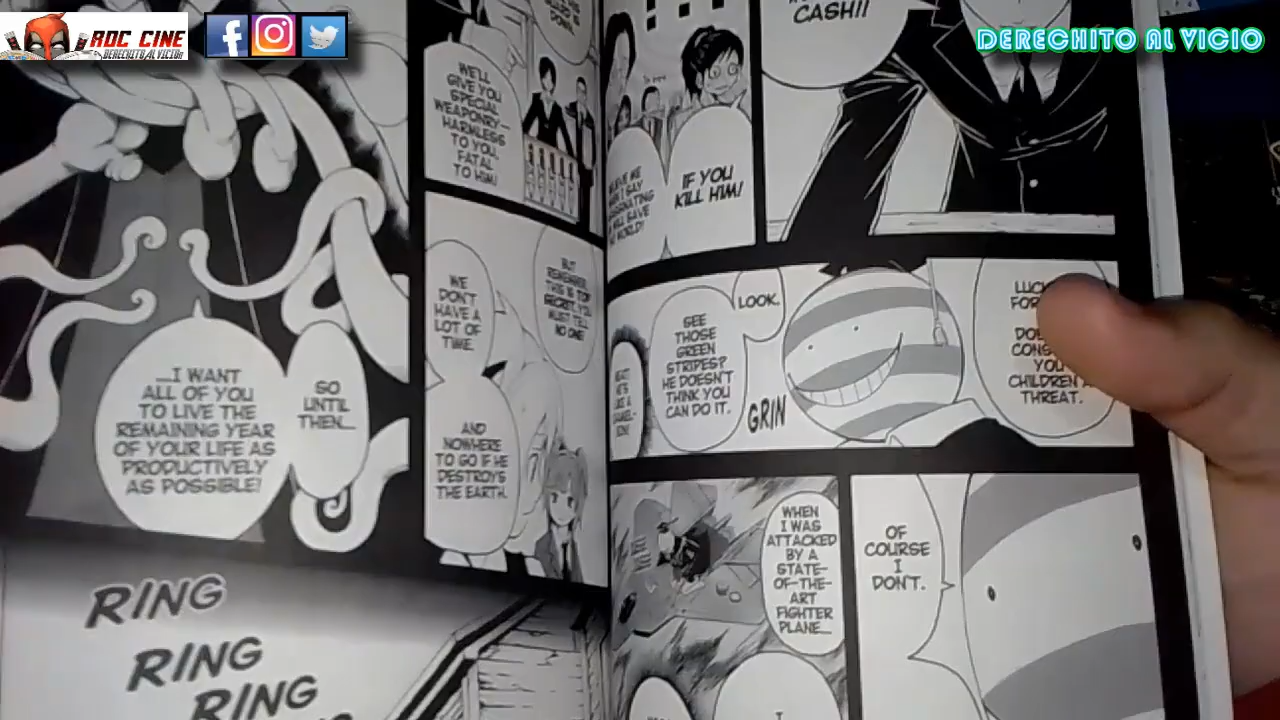 ROC CINE
DERECHITO AL VICIO
DERECHITO AL VICIO
CASH!!
IF YOU
KILL HIM!
WORLD!
LOOK.
SEE
THOSE
GREEN
STRIPES?
HE DOESN'T
THINK YOU
CAN DO IT.
GRIN
YOU
CHILDREN A
THREAT.
OF
COURSE
I
DON'T.
WHEN
I WAS
ATTACKED
BY A
STATE-
OF-THE-
ART
FIGHTER
PLANE...
I
WE'LL
GIVE YOU
SPECIAL
WEAPONRY—
HARMLESS
TO YOU,
FATAL
TO HIM!
BUT
REMEMBER,
THIS IS TOP
SECRET. YOU
MUST TELL
NO ONE!
WE
DON'T
HAVE A
LOT OF
TIME.
AND
NOWHERE
TO GO IF HE
DESTROYS
THE EARTH.
SO
UNTIL
THEN...
...I WANT
ALL OF YOU
TO LIVE THE
REMAINING YEAR
OF YOUR LIFE AS
PRODUCTIVELY
AS POSSIBLE!
RING
RING
RING